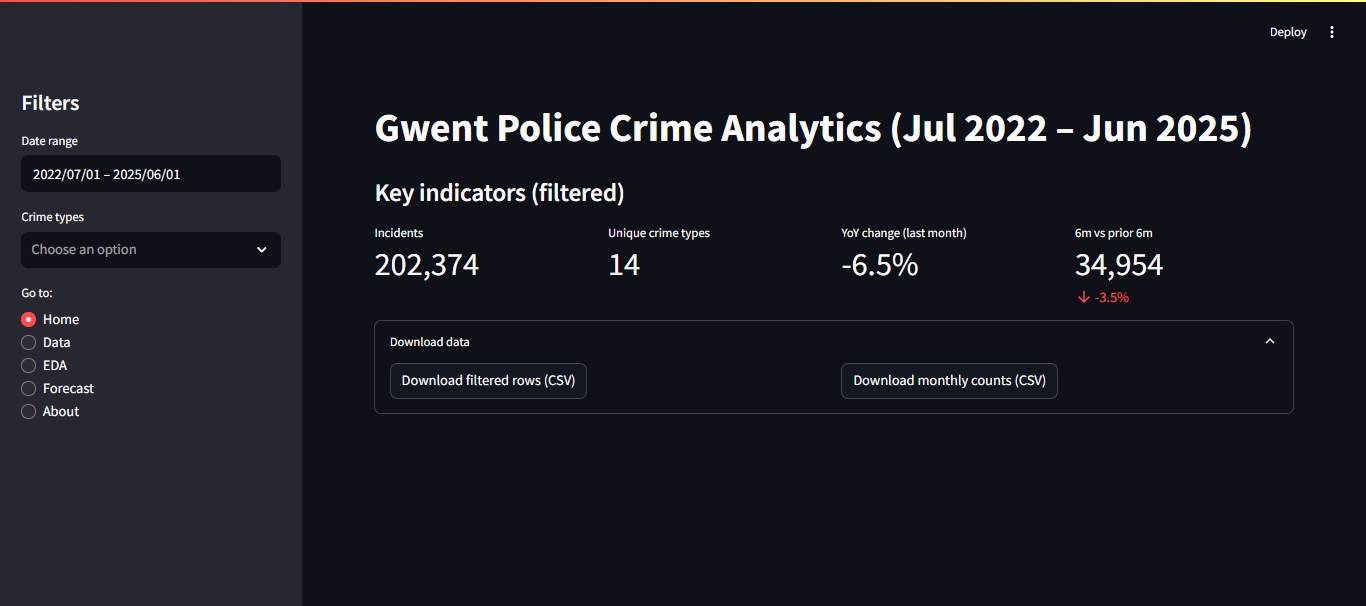 Deploy
Filters
Date range
2022/07/01 – 2025/06/01
Crime types
Choose an option
Go to:
Home
Data
EDA
Forecast
About
Gwent Police Crime Analytics (Jul 2022 – Jun 2025)
Key indicators (filtered)
Incidents
202,374
Unique crime types
14
YoY change (last month)
-6.5%
6m vs prior 6m
34,954
-3.5%
Download data
Download filtered rows (CSV)
Download monthly counts (CSV)